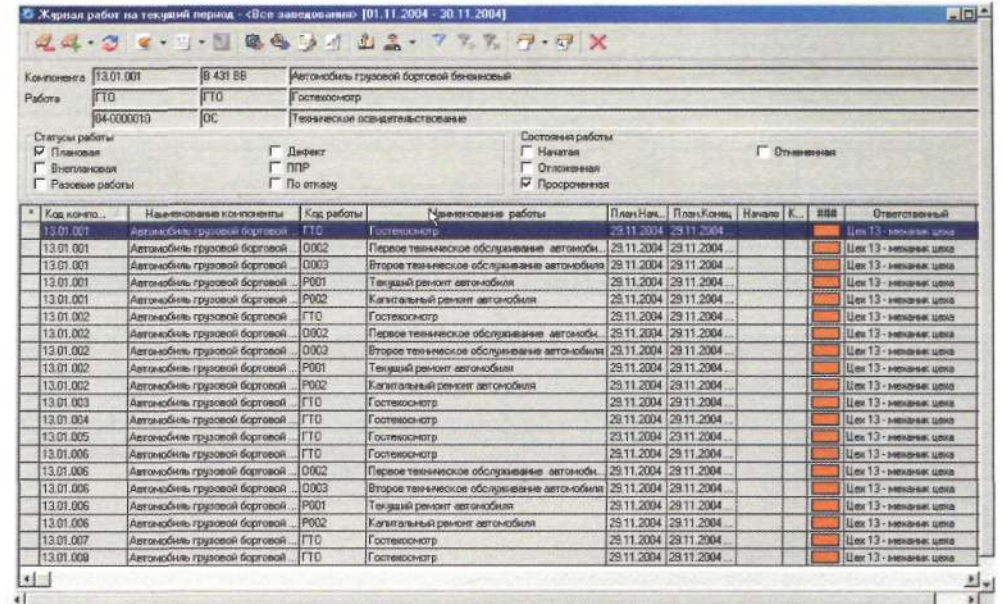 Журнал работ на текущий период - <Все заведования> [01.11.2004 - 30.11.2004]
Компонента 13.01.001 В 431 ВВ Автомобиль грузовой бортовой бензиновый
Работа ГТО ГТО Гостехосмотр
04-0000010 ОС Техническое освидетельствование
Статусы работы Состояния работы
Плановая Дефект Начатая Отмененная
Внеплановая ППР Отложенная
Разовые работы По отказу Просроченная
* Код компо... Наименование компоненты Код работы Наименование работы План.Нач... План.Конец Начало К... ### Ответственный
13.01.001 Автомобиль грузовой бортовой ... ГТО Гостехосмотр 29.11.2004 29.11.2004 ... Цех 13 - механик цеха
13.01.001 Автомобиль грузовой бортовой ... О002 Первое техническое обслуживание автомоби... 29.11.2004 29.11.2004 ... Цех 13 - механик цеха
13.01.001 Автомобиль грузовой бортовой ... О003 Второе техническое обслуживание автомобиля 29.11.2004 29.11.2004 ... Цех 13 - механик цеха
13.01.001 Автомобиль грузовой бортовой ... Р001 Текущий ремонт автомобиля 29.11.2004 29.11.2004 ... Цех 13 - механик цеха
13.01.001 Автомобиль грузовой бортовой ... Р002 Капитальный ремонт автомобиля 29.11.2004 29.11.2004 ... Цех 13 - механик цеха
13.01.002 Автомобиль грузовой бортовой ... ГТО Гостехосмотр 29.11.2004 29.11.2004 ... Цех 13 - механик цеха
13.01.002 Автомобиль грузовой бортовой ... О002 Первое техническое обслуживание автомоби... 29.11.2004 29.11.2004 ... Цех 13 - механик цеха
13.01.002 Автомобиль грузовой бортовой ... О003 Второе техническое обслуживание автомобиля 29.11.2004 29.11.2004 ... Цех 13 - механик цеха
13.01.002 Автомобиль грузовой бортовой ... Р001 Текущий ремонт автомобиля 29.11.2004 29.11.2004 ... Цех 13 - механик цеха
13.01.002 Автомобиль грузовой бортовой ... Р002 Капитальный ремонт автомобиля 29.11.2004 29.11.2004 ... Цех 13 - механик цеха
13.01.003 Автомобиль грузовой бортовой ... ГТО Гостехосмотр 29.11.2004 29.11.2004 ... Цех 13 - механик цеха
13.01.004 Автомобиль грузовой бортовой ... ГТО Гостехосмотр 29.11.2004 29.11.2004 ... Цех 13 - механик цеха
13.01.005 Автомобиль грузовой бортовой ... ГТО Гостехосмотр 29.11.2004 29.11.2004 ... Цех 13 - механик цеха
13.01.006 Автомобиль грузовой бортовой ... ГТО Гостехосмотр 29.11.2004 29.11.2004 ... Цех 13 - механик цеха
13.01.006 Автомобиль грузовой бортовой ... О002 Первое техническое обслуживание автомоби... 29.11.2004 29.11.2004 ... Цех 13 - механик цеха
13.01.006 Автомобиль грузовой бортовой ... О003 Второе техническое обслуживание автомобиля 29.11.2004 29.11.2004 ... Цех 13 - механик цеха
13.01.006 Автомобиль грузовой бортовой ... Р001 Текущий ремонт автомобиля 29.11.2004 29.11.2004 ... Цех 13 - механик цеха
13.01.006 Автомобиль грузовой бортовой ... Р002 Капитальный ремонт автомобиля 29.11.2004 29.11.2004 ... Цех 13 - механик цеха
13.01.007 Автомобиль грузовой бортовой ... ГТО Гостехосмотр 29.11.2004 29.11.2004 ... Цех 13 - механик цеха
13.01.008 Автомобиль грузовой бортовой ... ГТО Гостехосмотр 29.11.2004 29.11.2004 ... Цех 13 - механик цеха